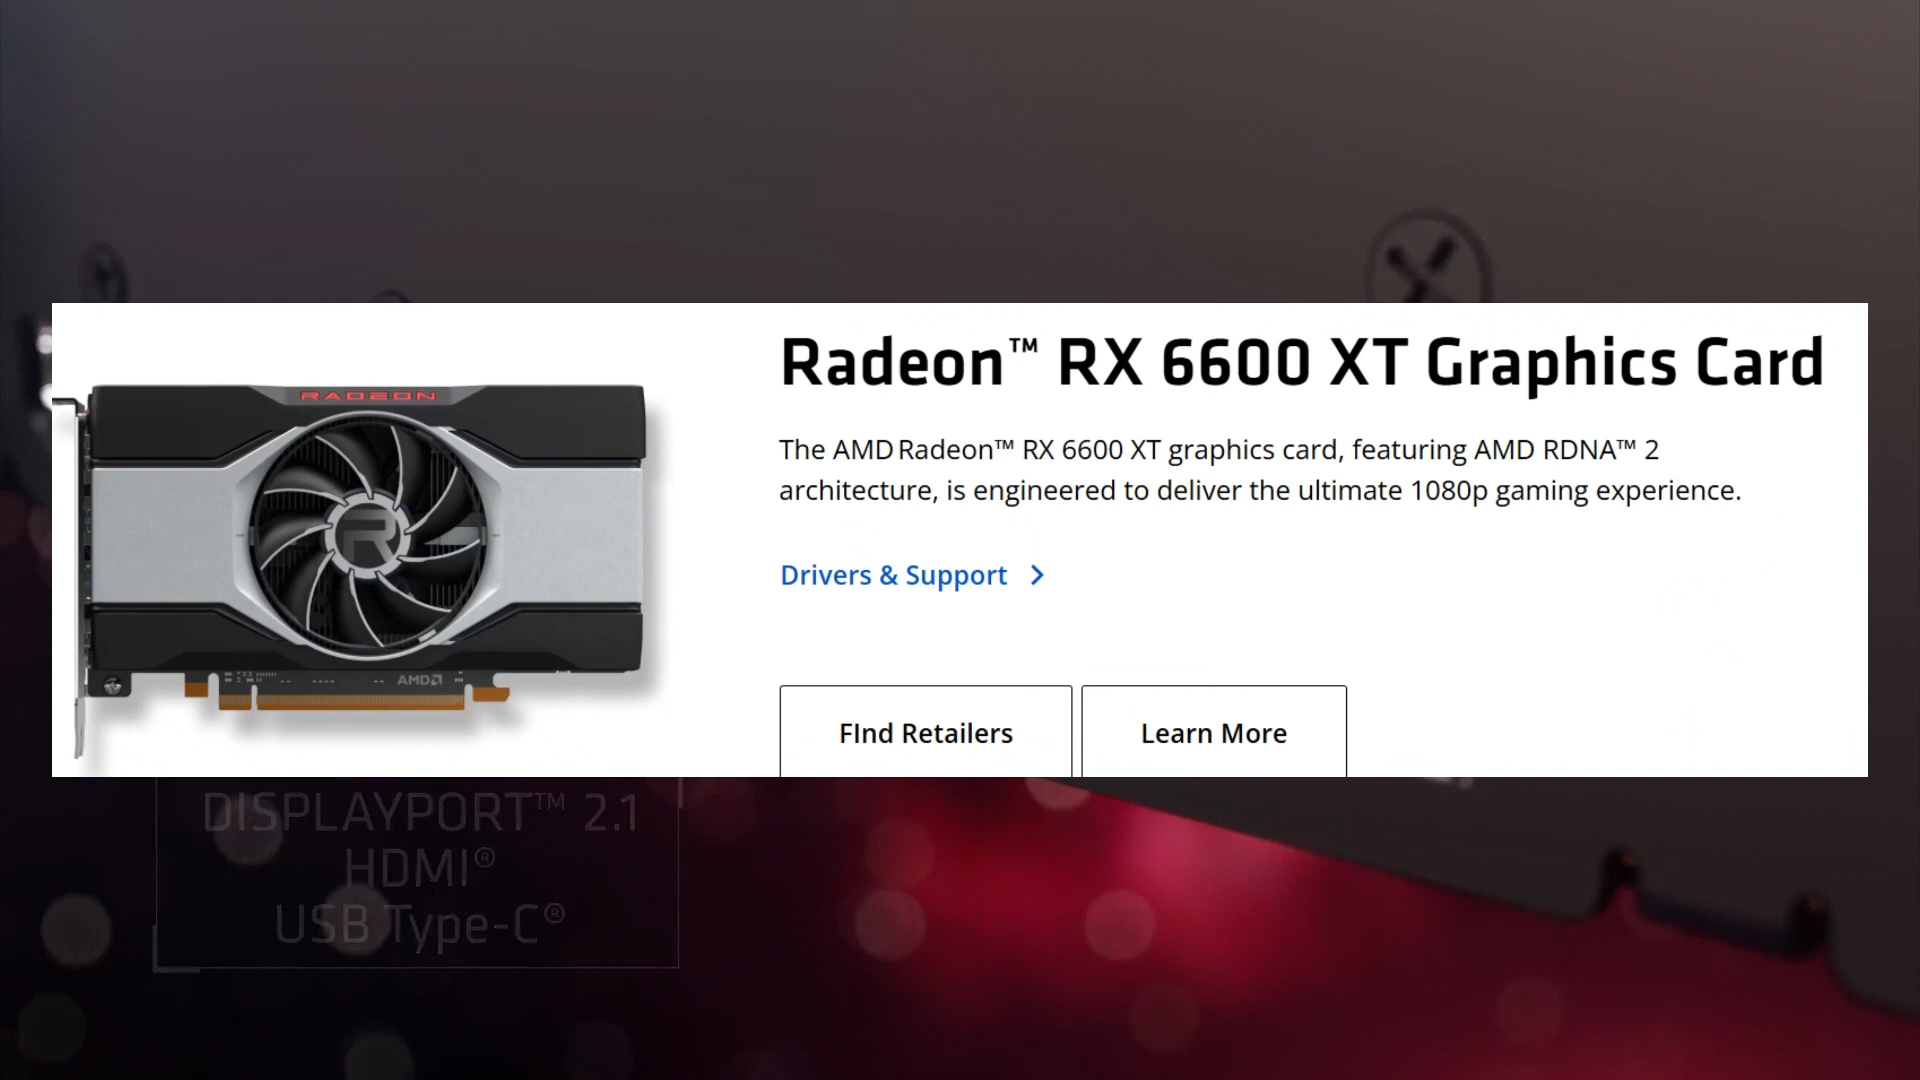 Radeon™ RX 6600 XT Graphics Card
The AMD Radeon™ RX 6600 XT graphics card, featuring AMD RDNA™ 2
architecture, is engineered to deliver the ultimate 1080p gaming experience.
Drivers & Support
FInd Retailers
Learn More
RADEON
R
AMD
DISPLAYPORT™ 2.1
HDMI®
USB Type-C®